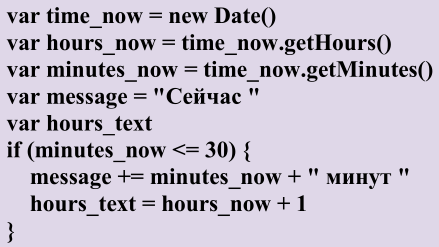 var time_now = new Date()
var hours_now = time_now.getHours()
var minutes_now = time_now.getMinutes()
var message = "Сейчас "
var hours_text
if (minutes_now <= 30) {
message += minutes_now + " минут "
hours_text = hours_now + 1
}